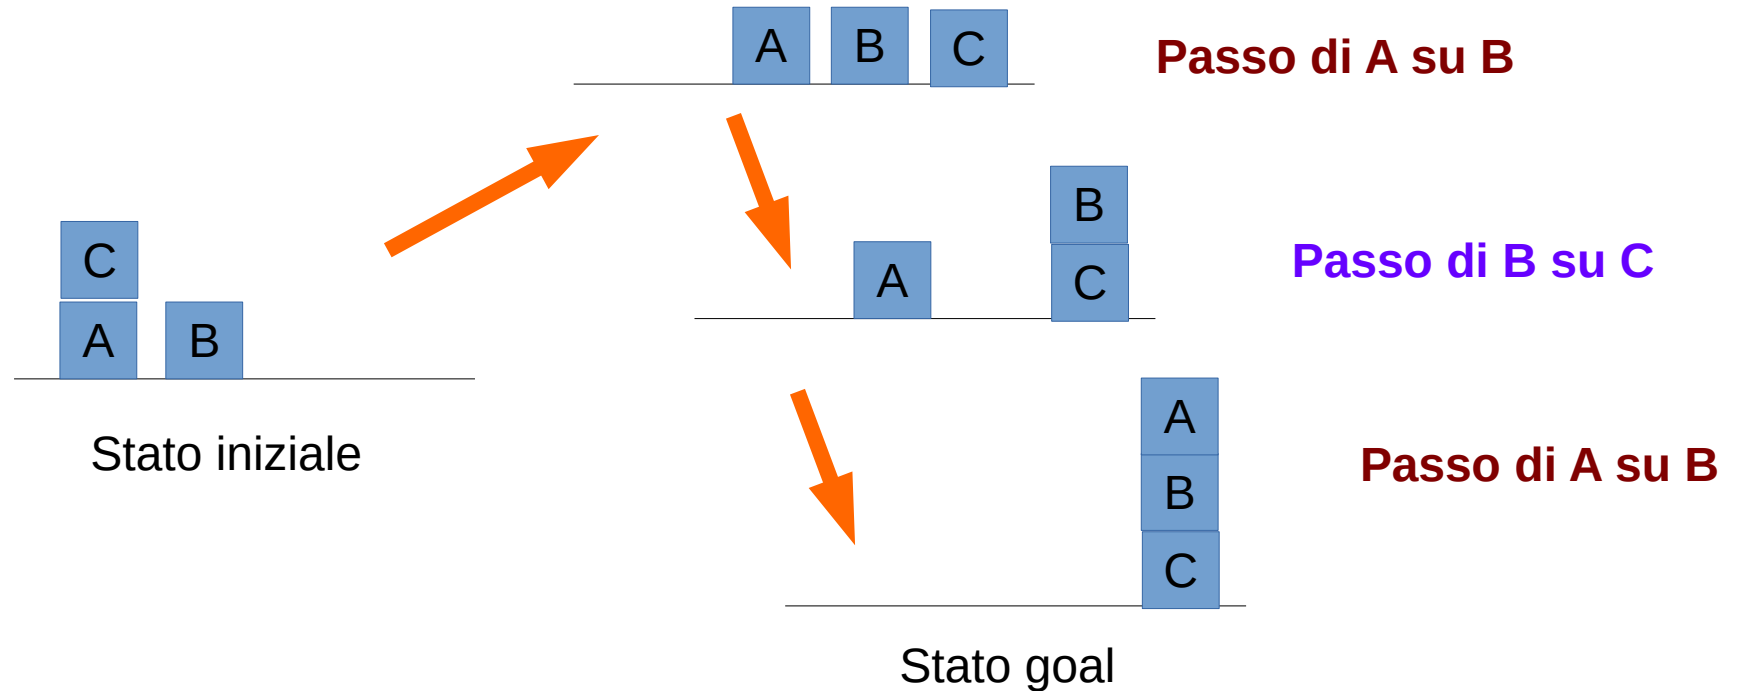 A B C
Passo di A su B
B
A C
Passo di B su C
C
A B
Stato iniziale
A
B
C
Passo di A su B
Stato goal